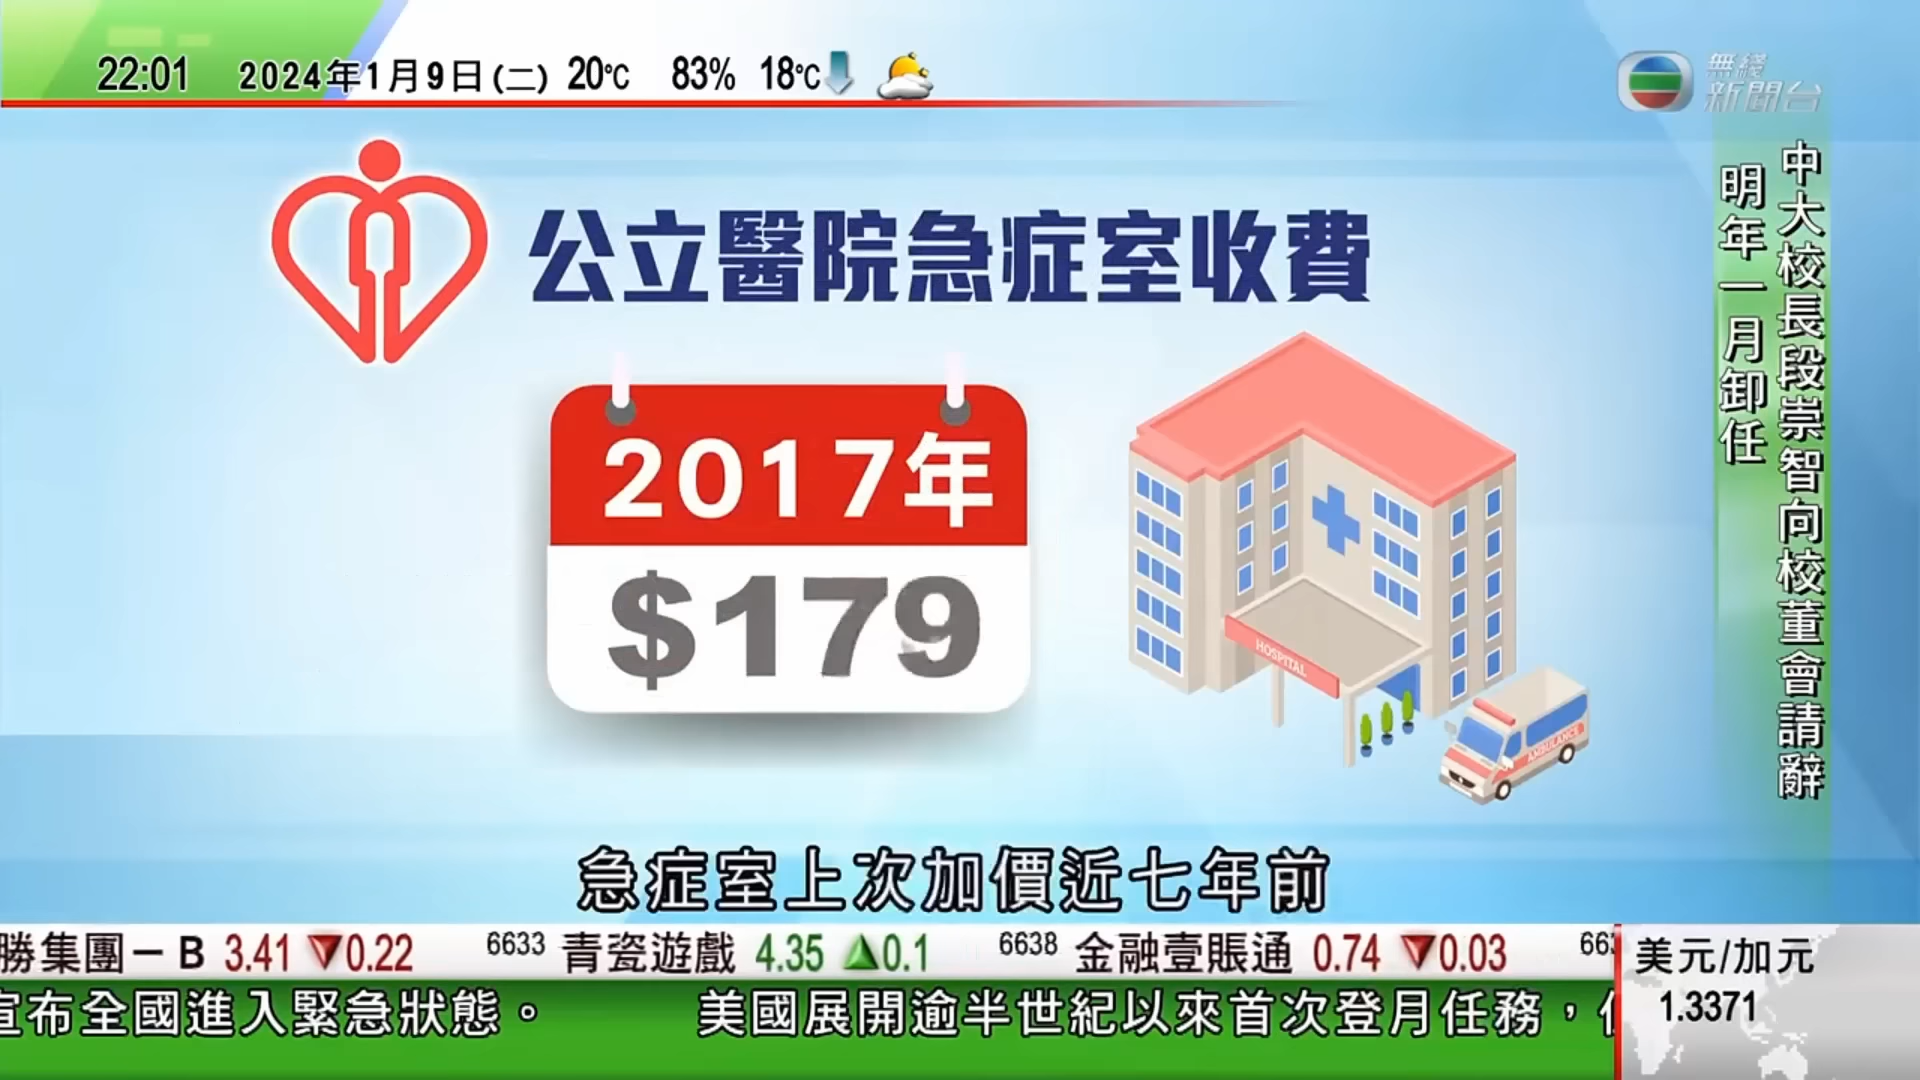 22:01 2024年1月9日(二) 20℃ 83% 18℃
無綫
新聞台
公立醫院急症室收費
2017年
$179
HOSPITAL
AMBULANCE
中大校長段崇智向校董會請辭
明年一月卸任
急症室上次加價近七年前
勝集團－B 3.41 ▼0.22 6633 青瓷遊戲 4.35 ▲0.1 6638 金融壹賬通 0.74 ▼0.03 66
宣布全國進入緊急狀態。 美國展開逾半世紀以來首次登月任務，
美元/加元
1.3371